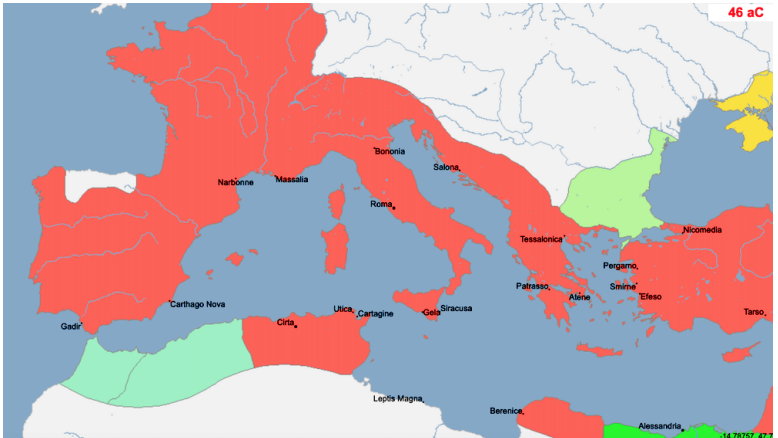 46 aC
Bononia
Salona
Narbonne
Massalia
Roma
Nicomedia
Tessalonica
Pergamo
Smirne
Patrasso
Atene
Efeso
Carthago Nova
Utica
Cartagine
Gela
Siracusa
Tarso
Gadir
Cirta
Leptis Magna
Berenice
Alessandria